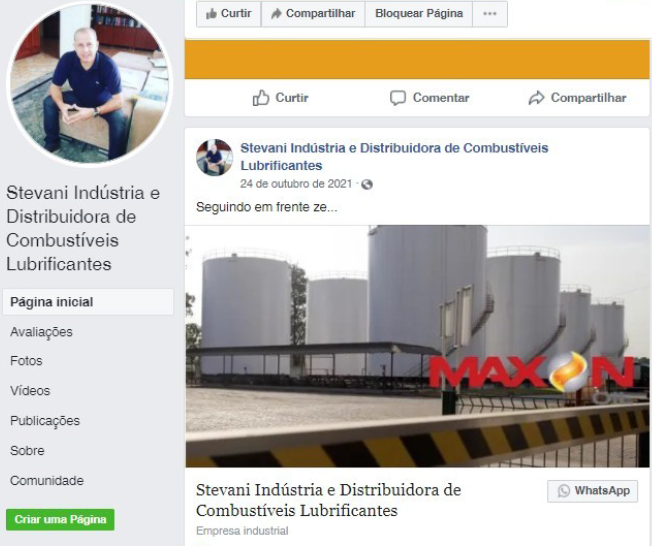 Curtir
Compartilhar
Bloquear Página
Curtir
Comentar
Compartilhar
Stevani Indústria e
Distribuidora de
Combustíveis
Lubrificantes
Página inicial
Avaliações
Fotos
Vídeos
Publicações
Sobre
Comunidade
Criar uma Página
Stevani Indústria e Distribuidora de Combustíveis
Lubrificantes
24 de outubro de 2021 ·
Seguindo em frente ze...
MAXON
Stevani Indústria e Distribuidora de
Combustíveis Lubrificantes
Empresa industrial
WhatsApp